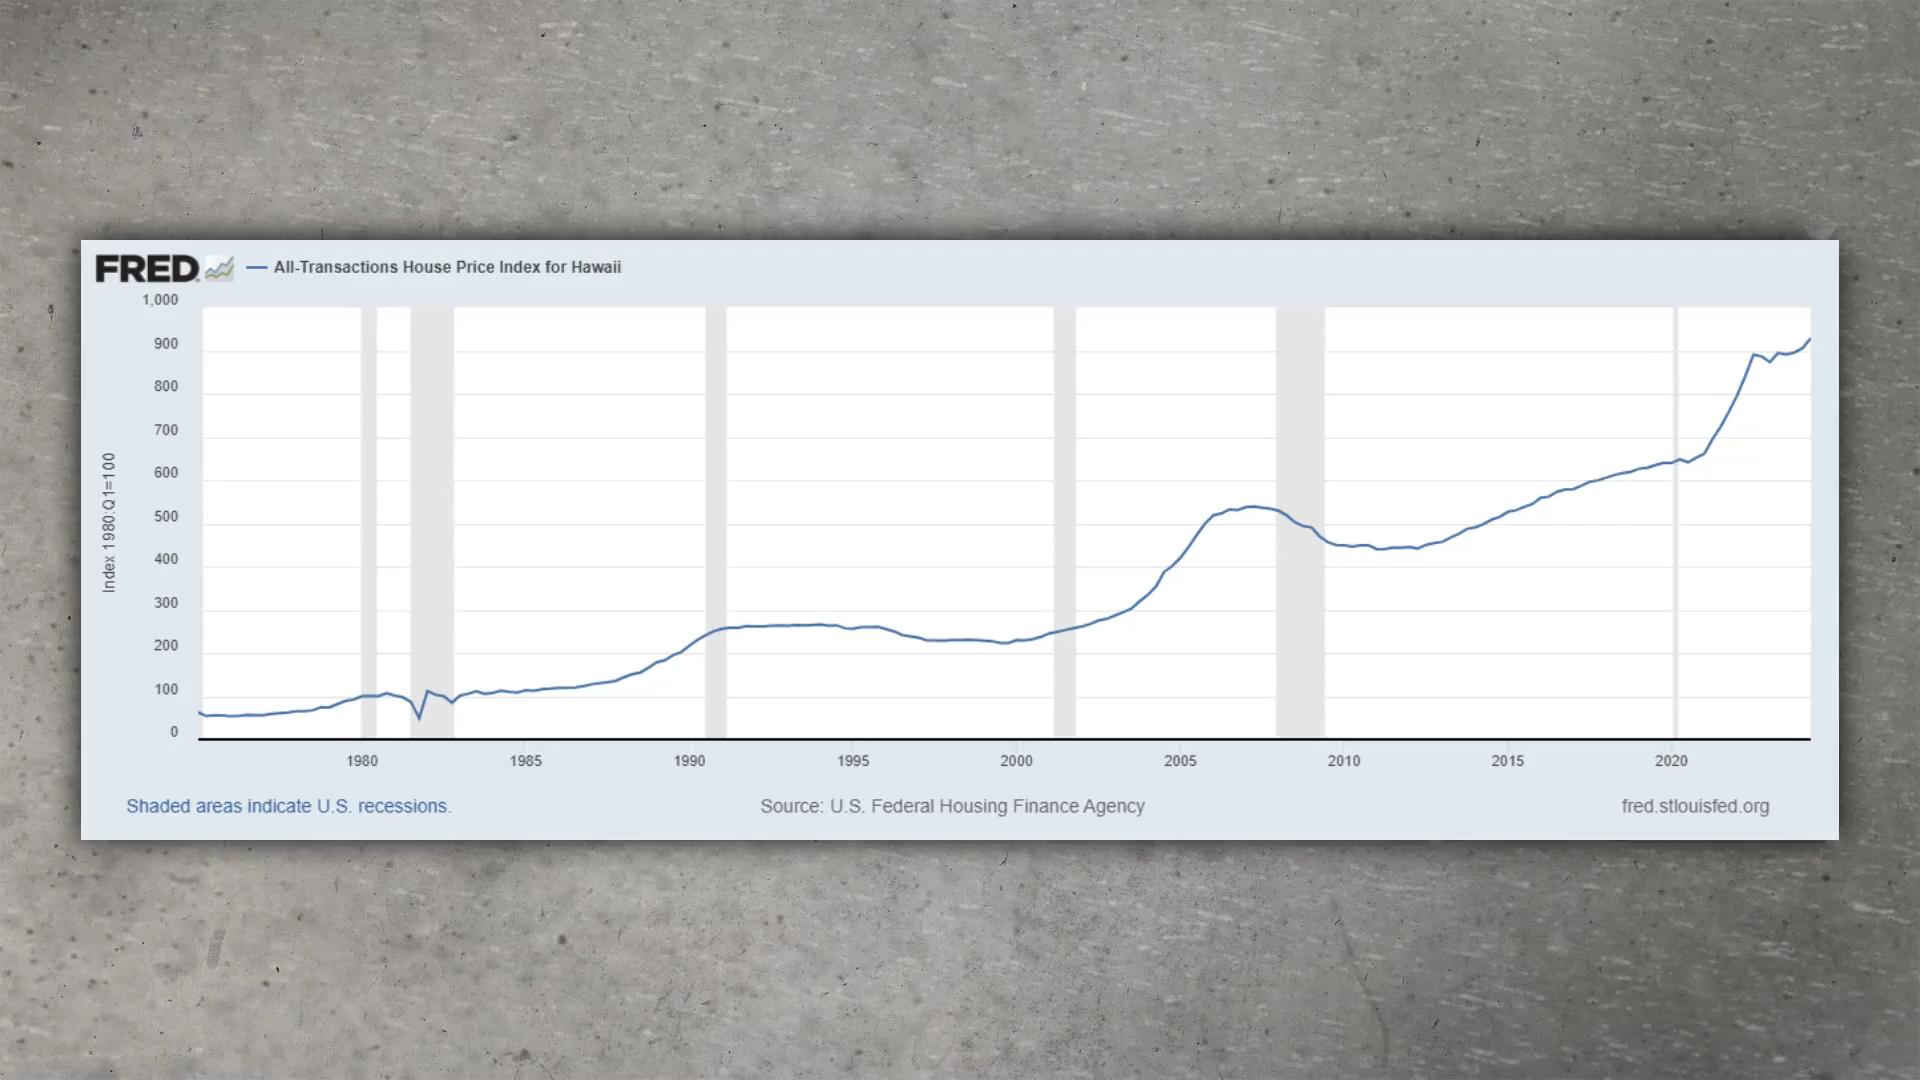 FRED
All-Transactions House Price Index for Hawaii
1,000
900
800
700
600
500
400
300
200
100
0
Index 1980:Q1=100
1980 1985 1990 1995 2000 2005 2010 2015 2020
Shaded areas indicate U.S. recessions.
Source: U.S. Federal Housing Finance Agency
fred.stlouisfed.org